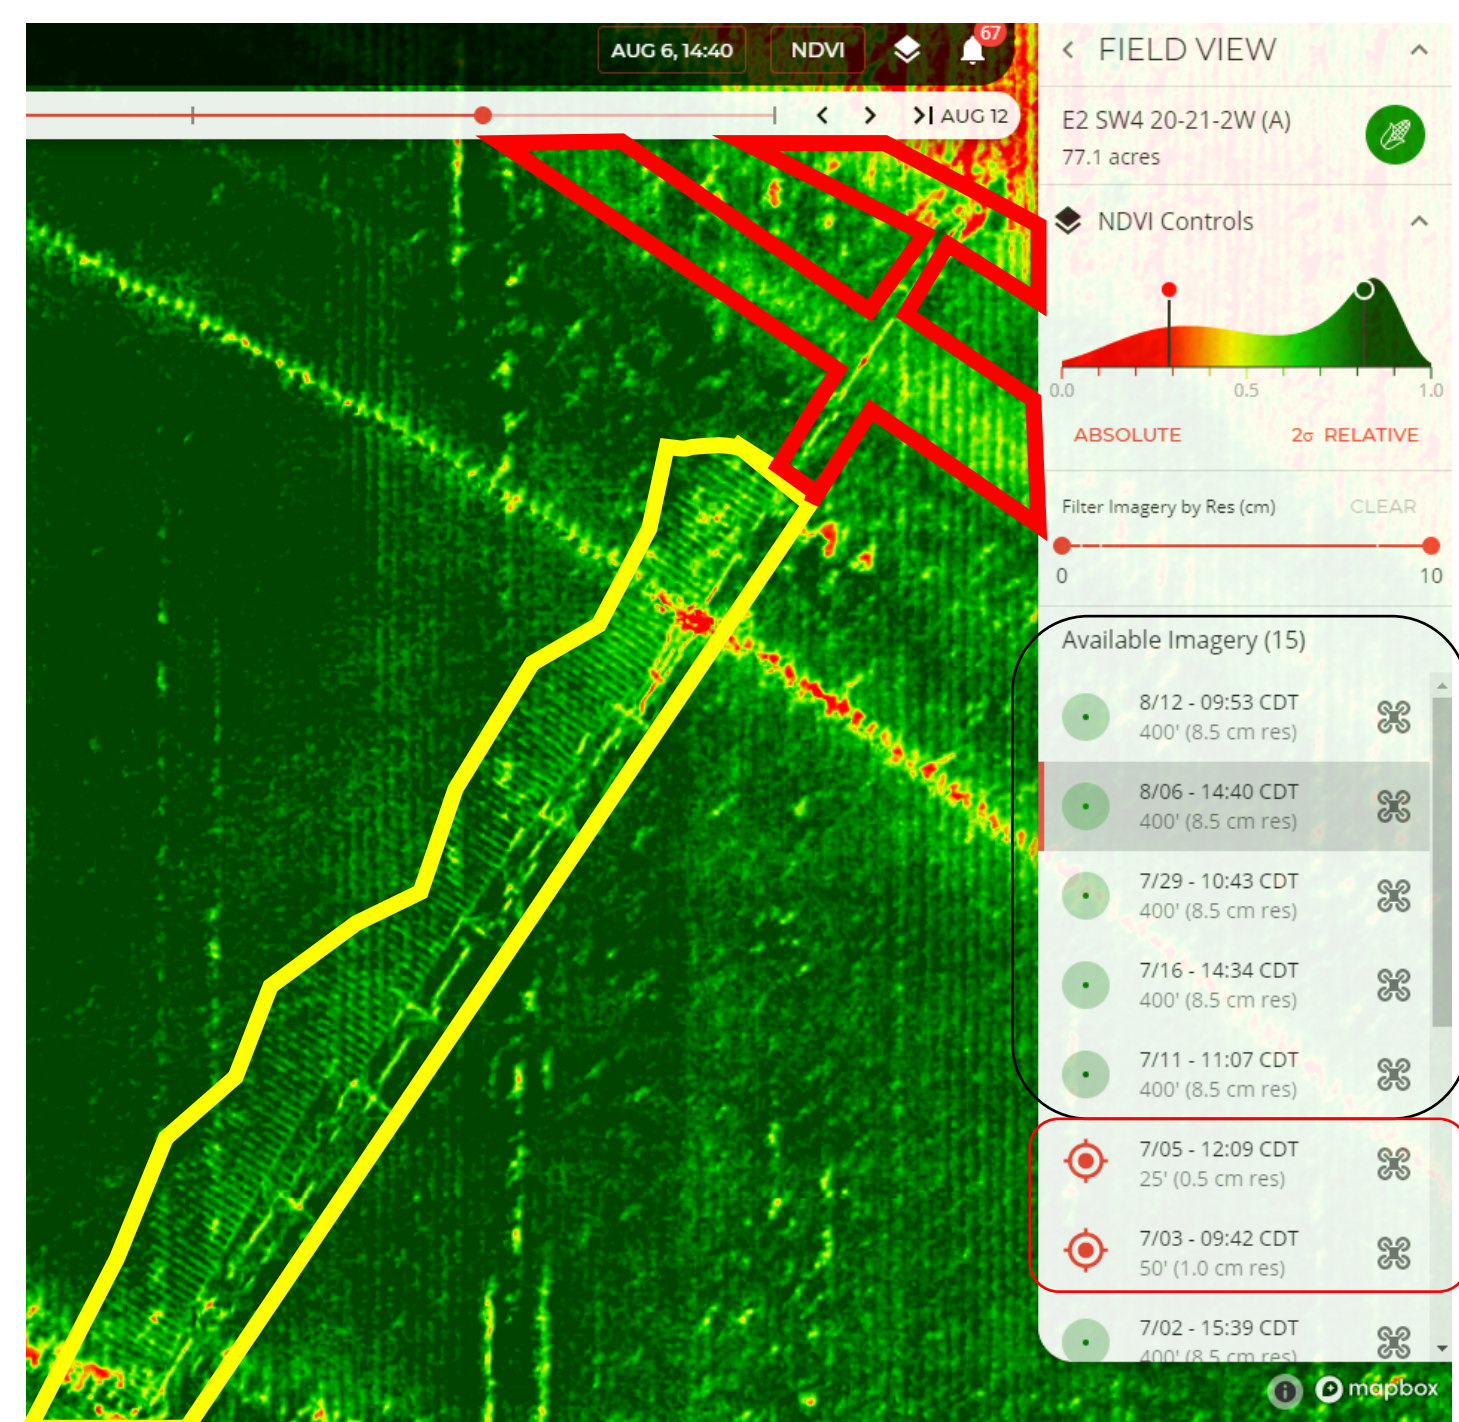 AUG 6, 14:40
NDVI
67
AUG 12
FIELD VIEW
E2 SW4 20-21-2W (A)
77.1 acres
NDVI Controls
0.0
0.5
1.0
ABSOLUTE
2σ RELATIVE
Filter Imagery by Res (cm)
CLEAR
0
10
Available Imagery (15)
8/12 - 09:53 CDT
400' (8.5 cm res)
8/06 - 14:40 CDT
400' (8.5 cm res)
7/29 - 10:43 CDT
400' (8.5 cm res)
7/16 - 14:34 CDT
400' (8.5 cm res)
7/11 - 11:07 CDT
400' (8.5 cm res)
7/05 - 12:09 CDT
25' (0.5 cm res)
7/03 - 09:42 CDT
50' (1.0 cm res)
7/02 - 15:39 CDT
400' (8.5 cm res)
mapbox